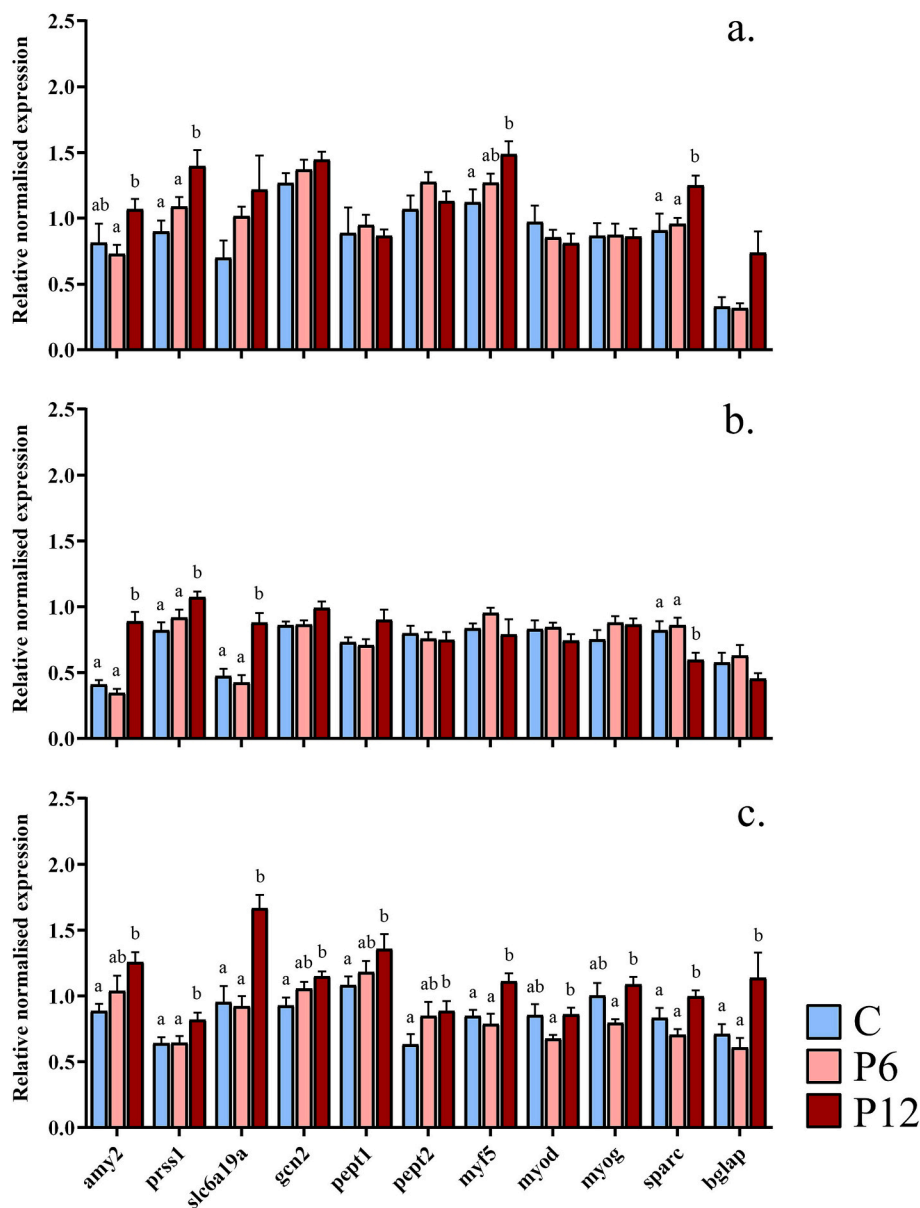 a.
Relative normalised expression
2.5
2.0
1.5
1.0
0.5
0.0
ab a b
a a b
a ab b
a a b
b.
Relative normalised expression
2.5
2.0
1.5
1.0
0.5
0.0
a a b
a a b
a a b
a a b
c.
Relative normalised expression
2.5
2.0
1.5
1.0
0.5
0.0
a ab b
a a b
a a b
a ab b
a ab b
a ab b
a a b
ab a b
ab a b
a a b
a a b
amy2
prss1
slc6a19a
gcn2
pept1
pept2
myf5
myod
myog
sparc
bglap
C
P6
P12